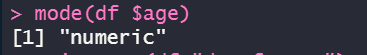 > mode(df $age)
[1] "numeric"